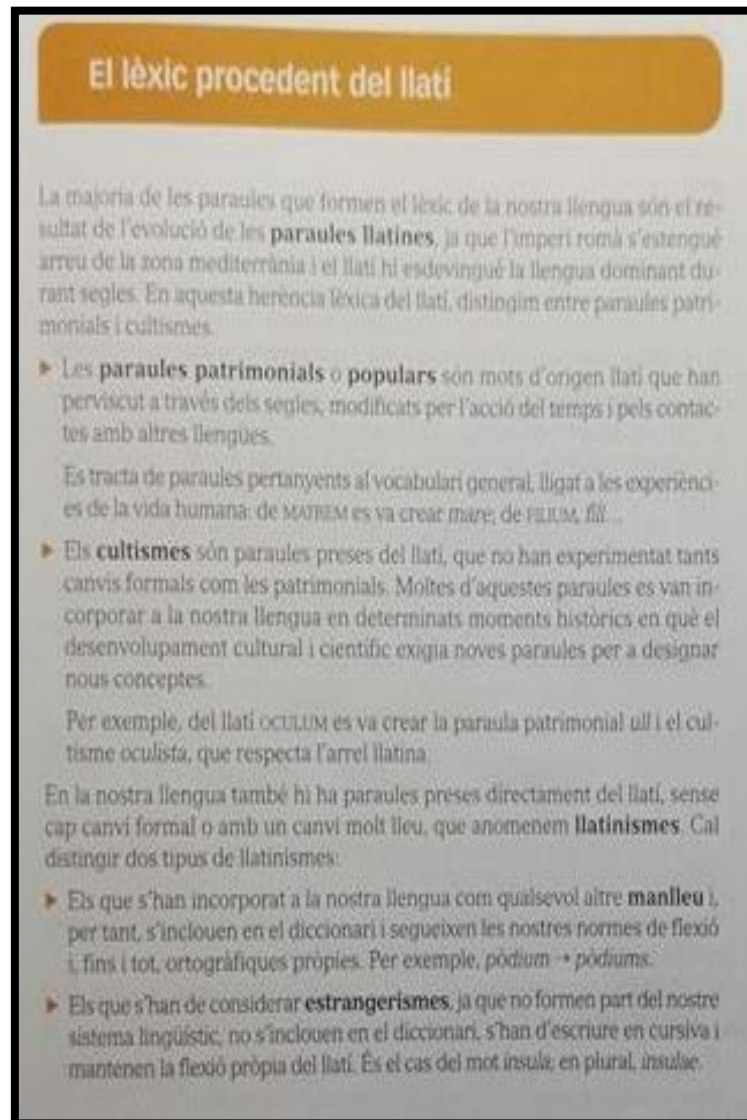 El lèxic procedent del llatí
La majoria de les paraules que formen el lèxic de la nostra llengua són el re-
sultat de l'evolució de les paraules llatines, ja que l'imperi romà s'estengué
arreu de la zona mediterrània i el llatí hi esdevingué la llengua dominant du-
rant segles. En aquesta herència lèxica del llatí, distingim entre paraules patri-
monials i cultismes.
▶ Les paraules patrimonials o populars són mots d'origen llatí que han
perviscut a través dels segles, modificats per l'acció del temps i pels contac-
tes amb altres llengües.
Es tracta de paraules pertanyents al vocabulari general, lligat a les experiènci-
es de la vida humana: de MATREM es va crear mare; de FILIUM, fill...
▶ Els cultismes són paraules preses del llatí, que no han experimentat tants
canvis formals com les patrimonials. Moltes d'aquestes paraules es van in-
corporar a la nostra llengua en determinats moments històrics en què el
desenvolupament cultural i científic exigia noves paraules per a designar
nous conceptes.
Per exemple, del llatí OCULUM es va crear la paraula patrimonial ull i el cul-
tisme oculista, que respecta l'arrel llatina.
En la nostra llengua també hi ha paraules preses directament del llatí, sense
cap canvi formal o amb un canvi molt lleu, que anomenem llatinismes. Cal
distingir dos tipus de llatinismes:
▶ Els que s'han incorporat a la nostra llengua com qualsevol altre manlleu i,
per tant, s'inclouen en el diccionari i segueixen les nostres normes de flexió
i, fins i tot, ortogràfiques pròpies. Per exemple, pòdium → pòdiums.
▶ Els que s'han de considerar estrangerismes, ja que no formen part del nostre
sistema lingüístic, no s'inclouen en el diccionari, s'han d'escriure en cursiva i
mantenen la flexió pròpia del llatí. És el cas del mot insula; en plural, insulae.